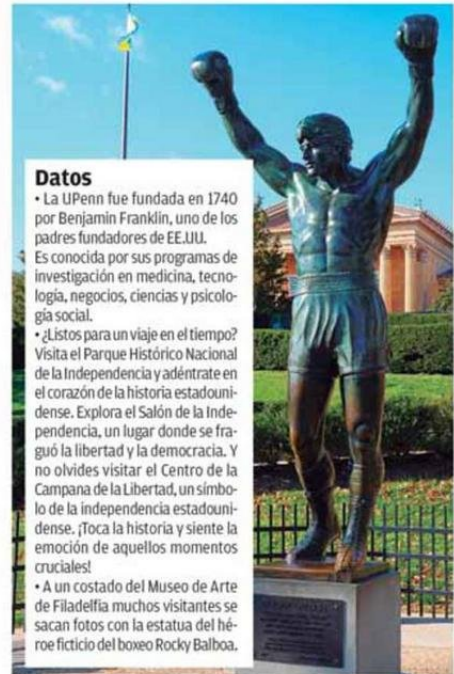 Datos
• La UPenn fue fundada en 1740
por Benjamin Franklin, uno de los
padres fundadores de EE.UU.
Es conocida por sus programas de
investigación en medicina, tecno-
logía, negocios, ciencias y psicolo-
gía social.
• ¿Listos para un viaje en el tiempo?
Visita el Parque Histórico Nacional
de la Independencia y adéntrate en
el corazón de la historia estadouni-
dense. Explora el Salón de la Inde-
pendencia, un lugar donde se fra-
guó la libertad y la democracia. Y
no olvides visitar el Centro de la
Campana de la Libertad, un símbo-
lo de la independencia estadouni-
dense. ¡Toca la historia y siente la
emoción de aquellos momentos
cruciales!
• A un costado del Museo de Arte
de Filadelfia muchos visitantes se
sacan fotos con la estatua del hé-
roe ficticio del boxeo Rocky Balboa.